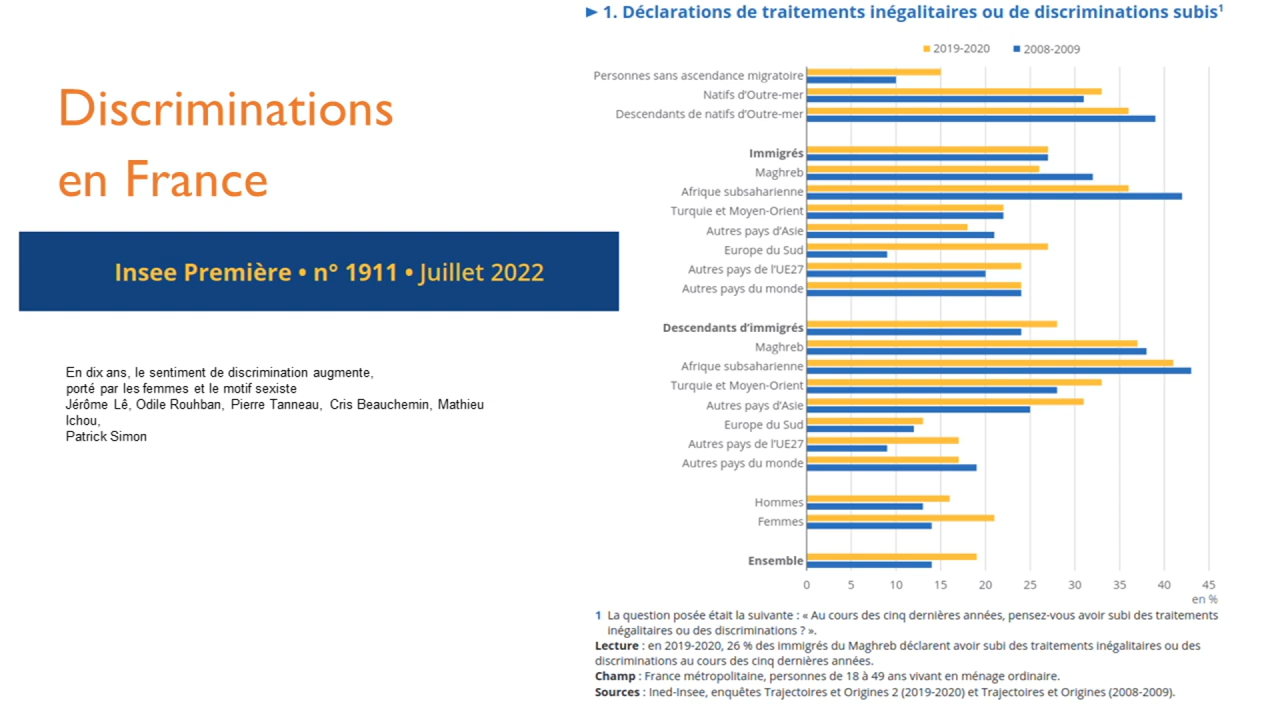 Discriminations
en France
Insee Première • n° 1911 • Juillet 2022
En dix ans, le sentiment de discrimination augmente,
porté par les femmes et le motif sexiste
Jérôme Lê, Odile Rouhban, Pierre Tanneau, Cris Beauchemin, Mathieu
Ichou,
Patrick Simon
► 1. Déclarations de traitements inégalitaires ou de discriminations subis¹
2019-2020 2008-2009
Personnes sans ascendance migratoire
Natifs d’Outre-mer
Descendants de natifs d’Outre-mer
Immigrés
Maghreb
Afrique subsaharienne
Turquie et Moyen-Orient
Autres pays d’Asie
Europe du Sud
Autres pays de l’UE27
Autres pays du monde
Descendants d’immigrés
Maghreb
Afrique subsaharienne
Turquie et Moyen-Orient
Autres pays d’Asie
Europe du Sud
Autres pays de l’UE27
Autres pays du monde
Hommes
Femmes
Ensemble
0 5 10 15 20 25 30 35 40 45
en %
1 La question posée était la suivante : « Au cours des cinq dernières années, pensez-vous avoir subi des traitements
inégalitaires ou des discriminations ? ».
Lecture : en 2019-2020, 26 % des immigrés du Maghreb déclarent avoir subi des traitements inégalitaires ou des
discriminations au cours des cinq dernières années.
Champ : France métropolitaine, personnes de 18 à 49 ans vivant en ménage ordinaire.
Sources : Ined-Insee, enquêtes Trajectoires et Origines 2 (2019-2020) et Trajectoires et Origines (2008-2009).